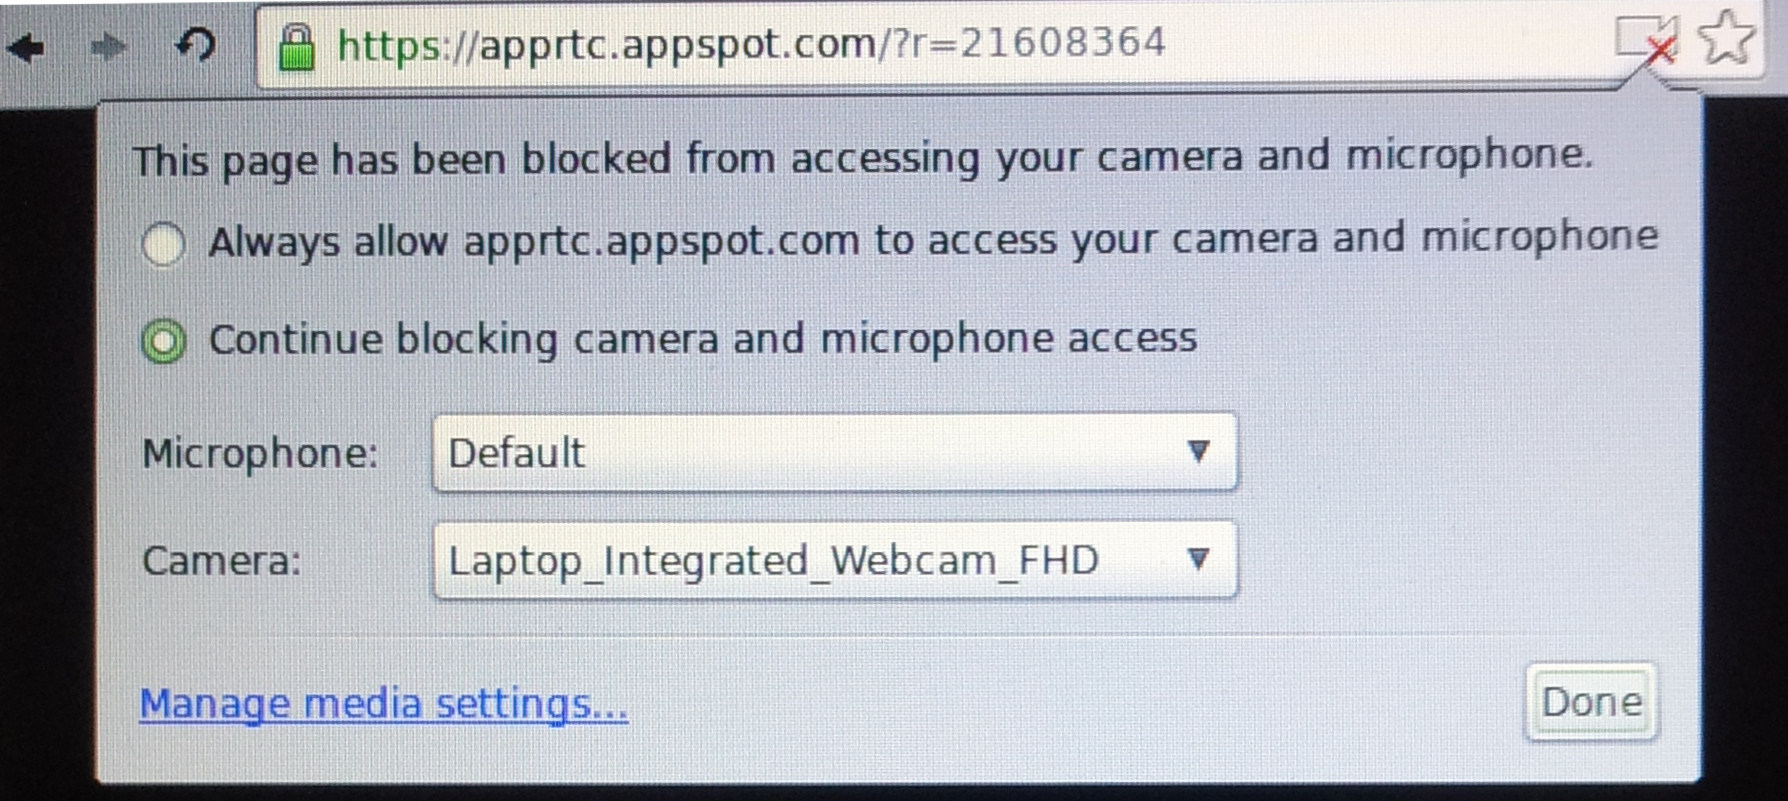 https://apprtc.appspot.com/?r=21608364
This page has been blocked from accessing your camera and microphone.
Always allow apprtc.appspot.com to access your camera and microphone
Continue blocking camera and microphone access
Microphone: Default
Camera: Laptop_Integrated_Webcam_FHD
Manage media settings...
Done